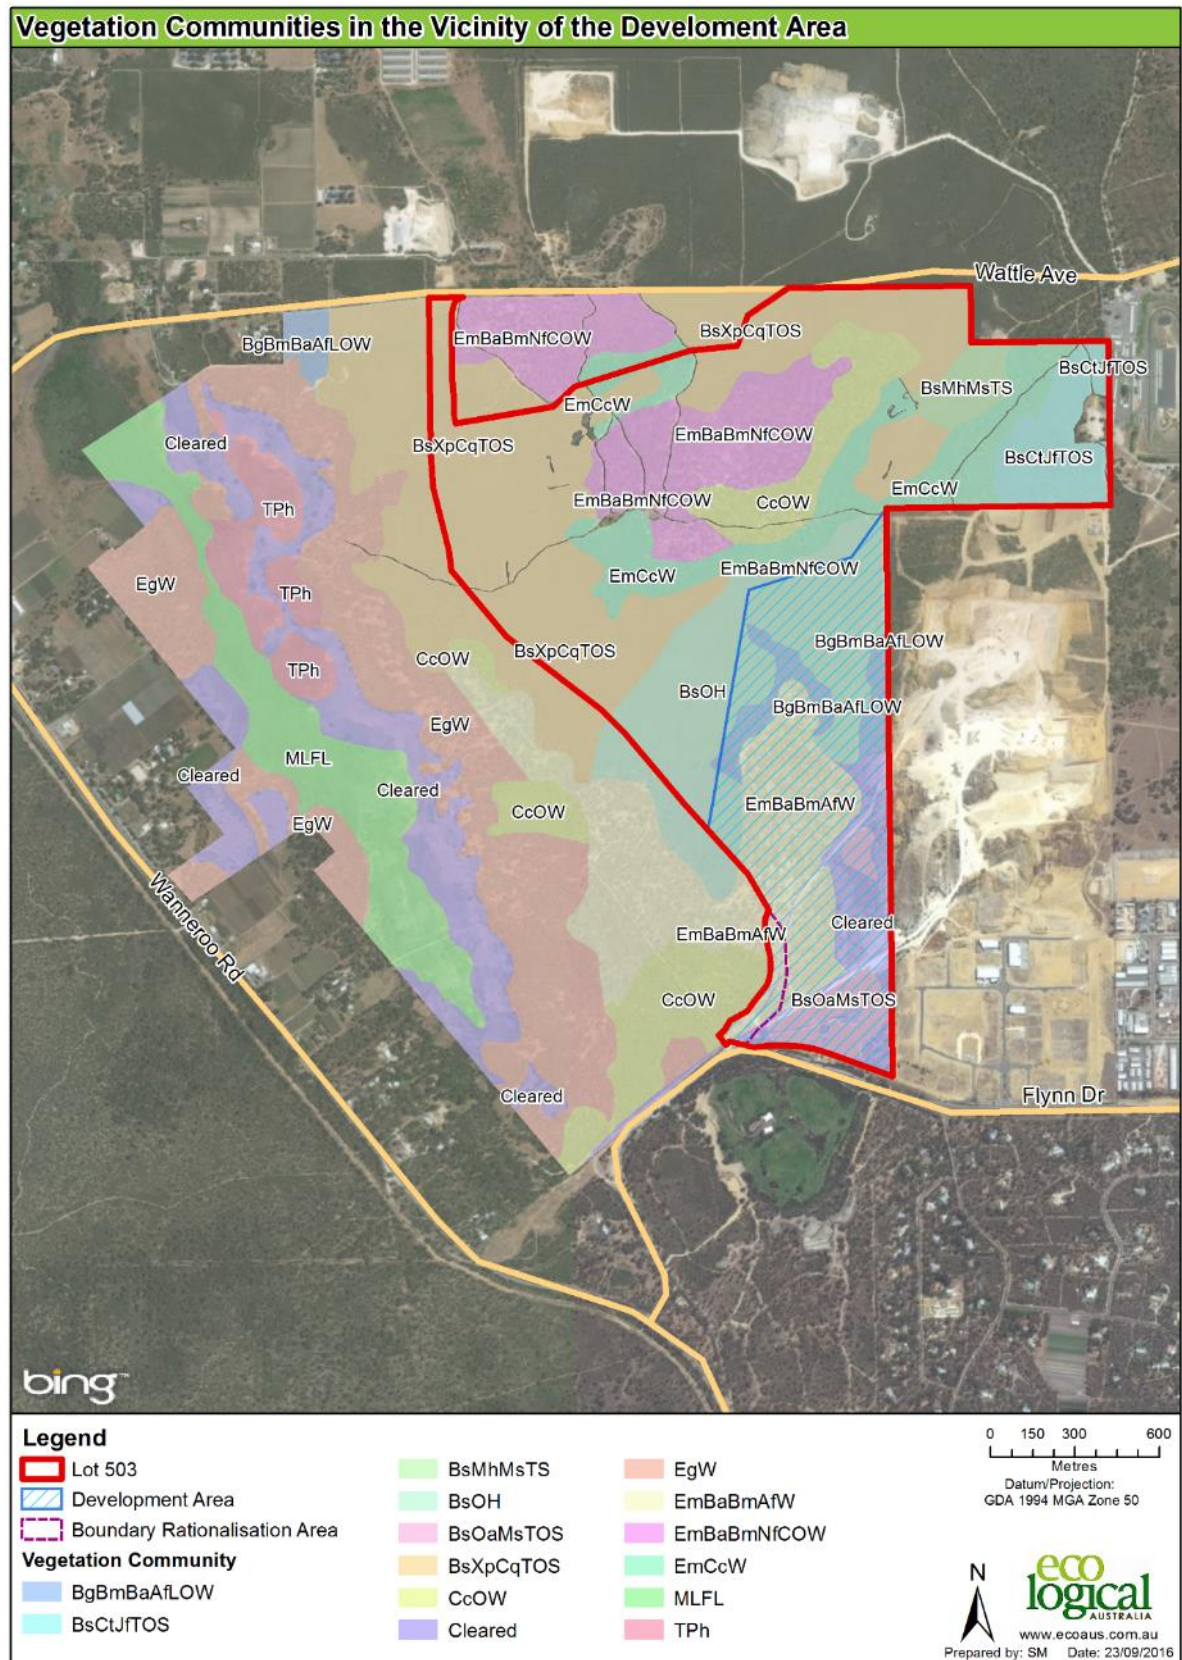 Vegetation Communities in the Vicinity of the Develoment Area
Wattle Ave
BgBmBaAfLOW
EmBaBmNfCOW
BsXpCqTOS
BsCtJfTOS
BsMhMsTS
EmCcW
Cleared
BsXpCqTOS
EmBaBmNfCOW
BsCtJfTOS
TPh
EmBaBmNfCOW
CcOW
EmCcW
EgW
TPh
EmCcW
EmBaBmNfCOW
TPh
CcOW
BsXpCqTOS
BgBmBaAfLOW
BsOH
BgBmBaAfLOW
EgW
MLFL
Cleared
Cleared
EgW
CcOW
EmBaBmAfW
Wanneroo Rd
EmBaBmAfW
Cleared
CcOW
BsOaMsTOS
Cleared
Flynn Dr
bing™
Legend
Lot 503
Development Area
Boundary Rationalisation Area
Vegetation Community
BgBmBaAfLOW
BsCtJfTOS
BsMhMsTS
BsOH
BsOaMsTOS
BsXpCqTOS
CcOW
Cleared
EgW
EmBaBmAfW
EmBaBmNfCOW
EmCcW
MLFL
TPh
0 150 300 600
Metres
Datum/Projection:
GDA 1994 MGA Zone 50
N
eco
logical
AUSTRALIA
www.ecoaus.com.au
Prepared by: SM Date: 23/09/2016